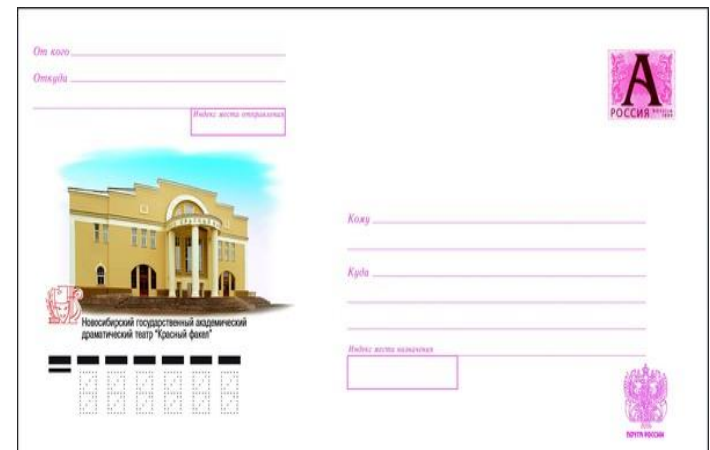 От кого
Откуда
Индекс места отправления
А
РОССИЯ
Кому
Куда
Индекс места назначения
КРАСНЫЙ
Новосибирский государственный академический
драматический театр "Красный факел"
ПОЧТА РОССИИ